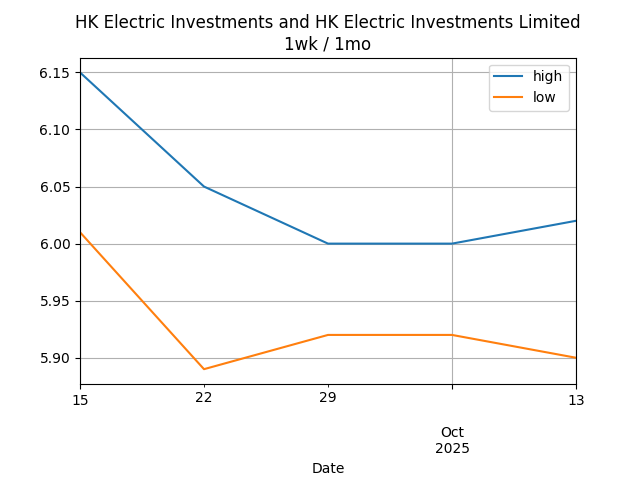 HK Electric Investments and HK Electric Investments Limited
1wk / 1mo
high
low
6.15
6.10
6.05
6.00
5.95
5.90
15
22
29
Oct
2025
13
Date